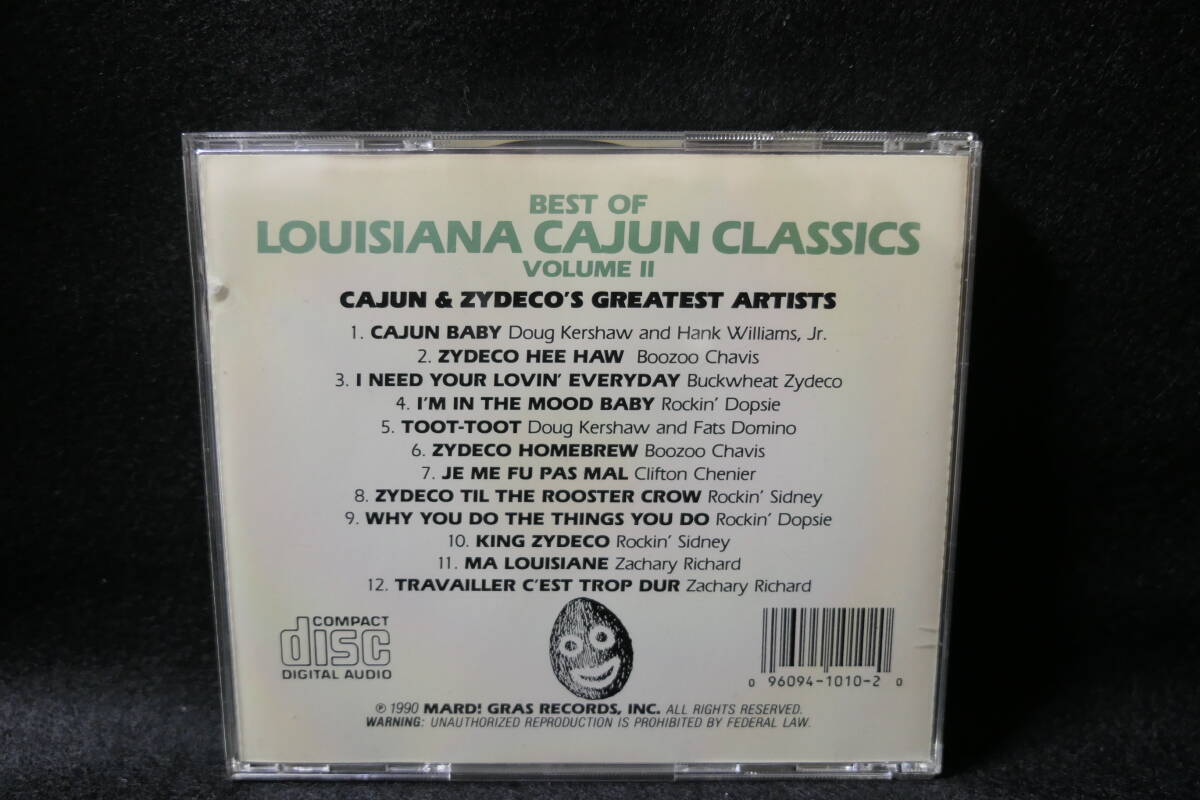 BEST OF
LOUISIANA CAJUN CLASSICS
VOLUME II
CAJUN & ZYDECO'S GREATEST ARTISTS
1. CAJUN BABY Doug Kershaw and Hank Williams, Jr.
2. ZYDECO HEE HAW Boozoo Chavis
3. I NEED YOUR LOVIN' EVERYDAY Buckwheat Zydeco
4. I'M IN THE MOOD BABY Rockin' Dopsie
5. TOOT-TOOT Doug Kershaw and Fats Domino
6. ZYDECO HOMEBREW Boozoo Chavis
7. JE ME FU PAS MAL Clifton Chenier
8. ZYDECO TIL THE ROOSTER CROW Rockin' Sidney
9. WHY YOU DO THE THINGS YOU DO Rockin' Dopsie
10. KING ZYDECO Rockin' Sidney
11. MA LOUISIANE Zachary Richard
12. TRAVAILLER C'EST TROP DUR Zachary Richard
COMPACT
disc
DIGITAL AUDIO
0 96094-1010-2 0
℗ 1990 MARDI GRAS RECORDS, INC. ALL RIGHTS RESERVED.
WARNING: UNAUTHORIZED REPRODUCTION IS PROHIBITED BY FEDERAL LAW.